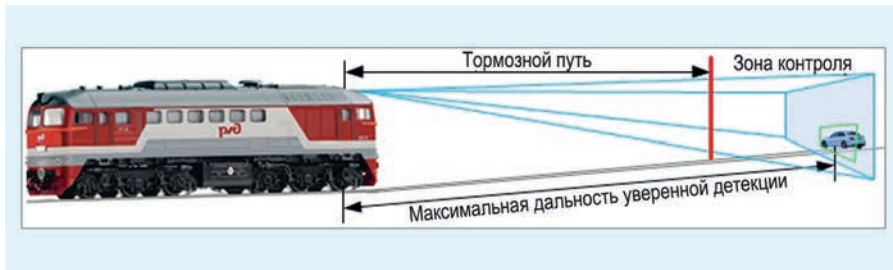 Тормозной путь
Зона контроля
Максимальная дальность уверенной детекции